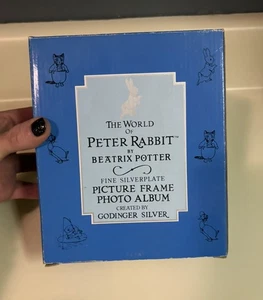 THE WORLD
OF
PETER RABBIT™
BY
BEATRIX POTTER
FINE SILVERPLATE
PICTURE FRAME
PHOTO ALBUM
CREATED BY
GODINGER SILVER